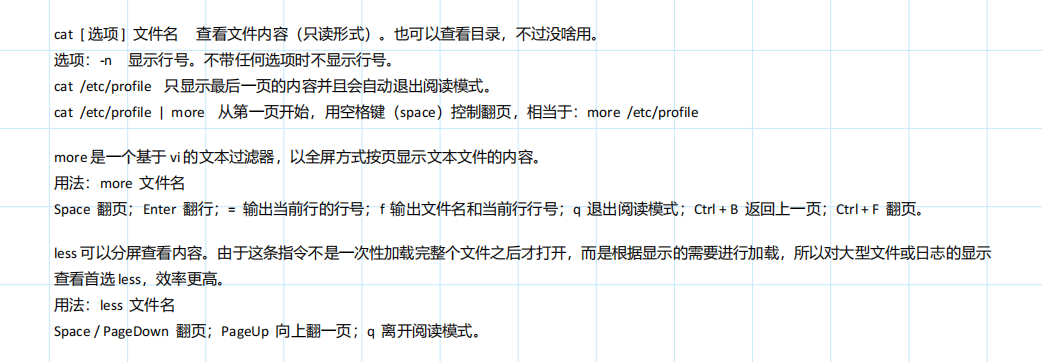 cat [ 选项 ] 文件名  查看文件内容（只读形式）。也可以查看目录，不过没啥用。
选项：-n  显示行号。不带任何选项时不显示行号。
cat /etc/profile  只显示最后一页的内容并且会自动退出阅读模式。
cat /etc/profile | more  从第一页开始，用空格键（space）控制翻页，相当于：more /etc/profile
more 是一个基于 vi 的文本过滤器，以全屏方式按页显示文本文件的内容。
用法：more 文件名
Space 翻页；Enter 翻行；= 输出当前行的行号；f 输出文件名和当前行行号；q 退出阅读模式；Ctrl + B 返回上一页；Ctrl + F 翻页。
less 可以分屏查看内容。由于这条指令不是一次性加载完整个文件之后才打开，而是根据显示的需要进行加载，所以对大型文件或日志的显示
查看首选 less，效率更高。
用法：less 文件名
Space / PageDown 翻页；PageUp 向上翻一页；q 离开阅读模式。